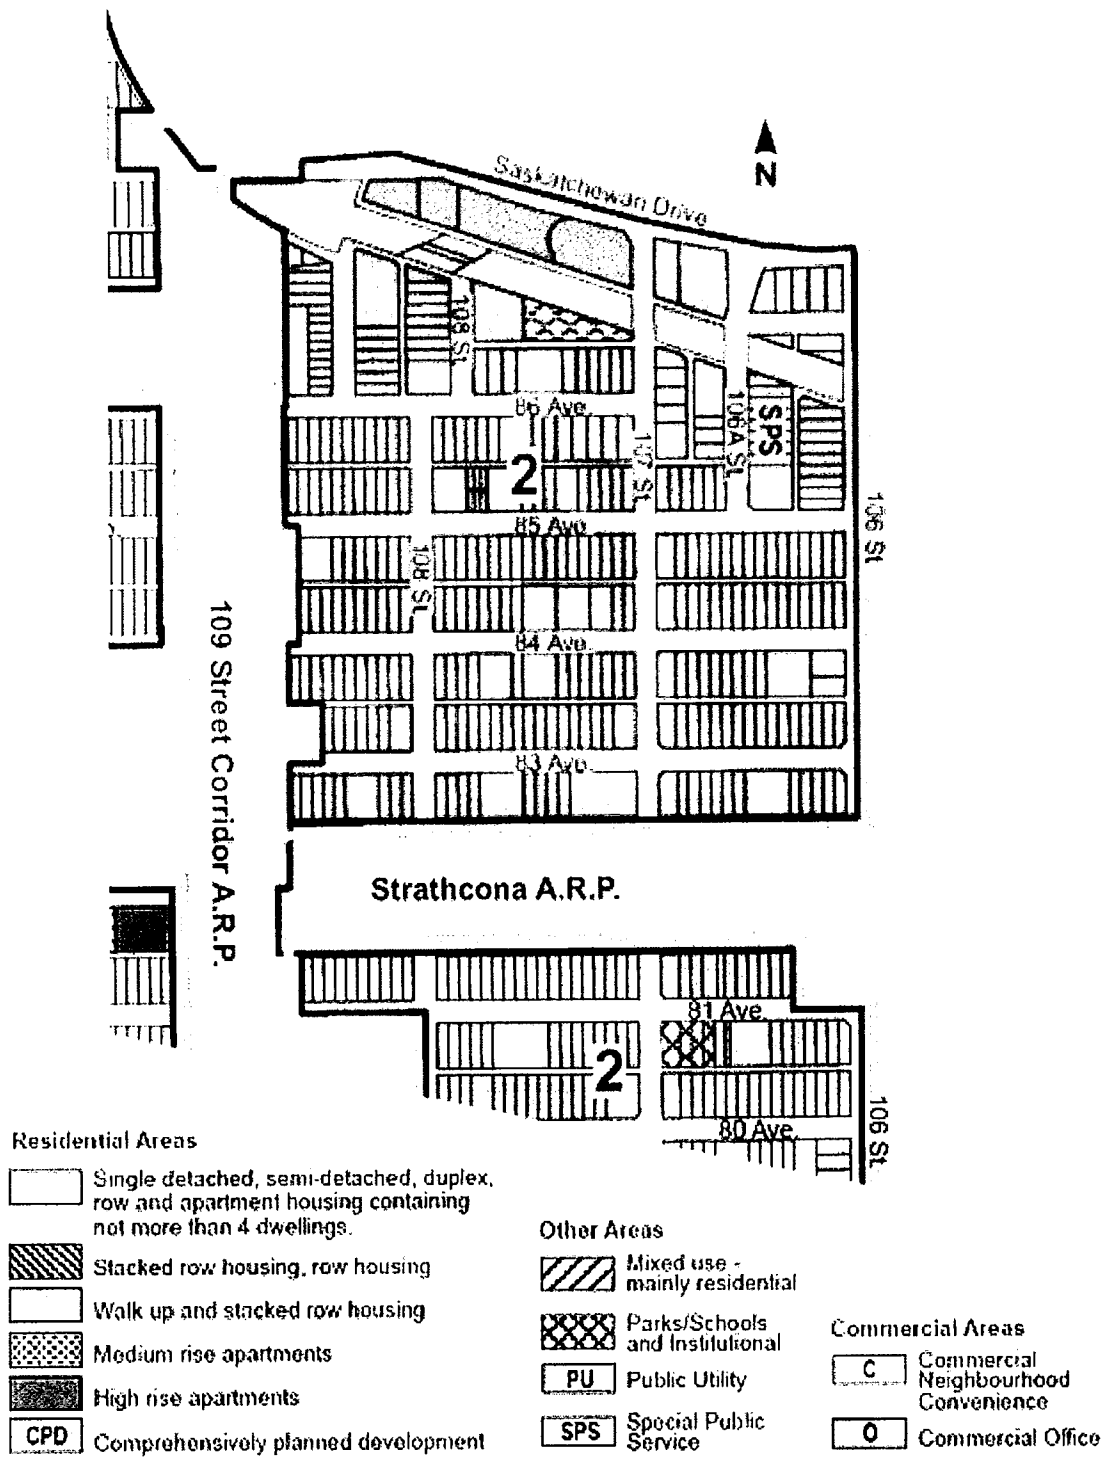 Saskatchewan Drive
N
108 St.
86 Ave.
106A St.
SPS
107 St.
2
106 St.
85 Ave.
108 St.
84 Ave.
109 Street Corridor A.R.P.
83 Ave.
Strathcona A.R.P.
81 Ave.
2
80 Ave.
106 St.
Residential Areas
Single detached, semi-detached, duplex,
row and apartment housing containing
not more than 4 dwellings.
Stacked row housing, row housing
Walk up and stacked row housing
Medium rise apartments
High rise apartments
CPD
Comprehensively planned development
Other Areas
Mixed use -
mainly residential
Parks/Schools
and Institutional
PU
Public Utility
SPS
Special Public
Service
Commercial Areas
C
Commercial
Neighbourhood
Convenience
O
Commercial Office